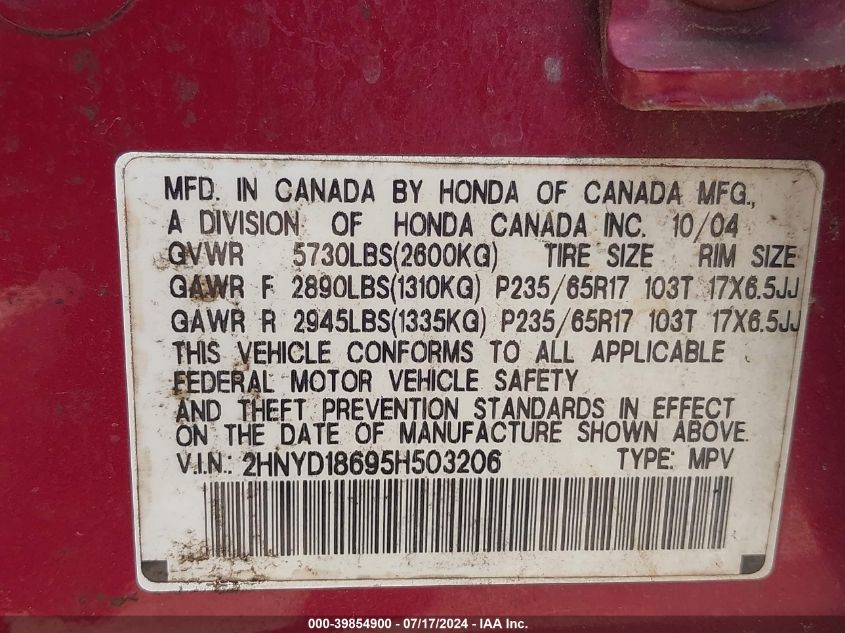 MFD. IN CANADA BY HONDA OF CANADA MFG.,
A DIVISION OF HONDA CANADA INC. 10/04
GVWR 5730LBS(2600KG) TIRE SIZE RIM SIZE
GAWR F 2890LBS(1310KG) P235/65R17 103T 17X6.5JJ
GAWR R 2945LBS(1335KG) P235/65R17 103T 17X6.5JJ
THIS VEHICLE CONFORMS TO ALL APPLICABLE
FEDERAL MOTOR VEHICLE SAFETY
AND THEFT PREVENTION STANDARDS IN EFFECT
ON THE DATE OF MANUFACTURE SHOWN ABOVE.
V.I.N.: 2HNYD18695H503206 TYPE: MPV
000-39854900 - 07/17/2024 - IAA Inc.